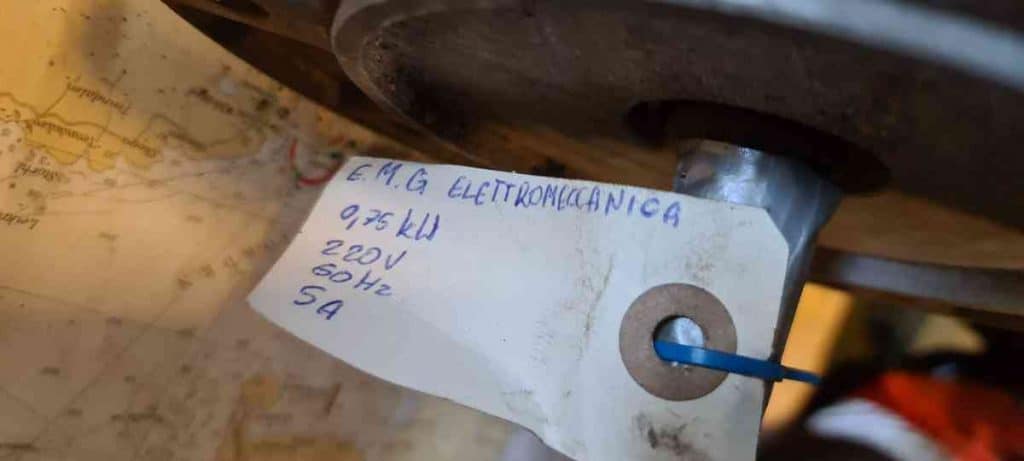 E.M.G ELETTROMECCANICA
0,75 kW
220V
60Hz
5A